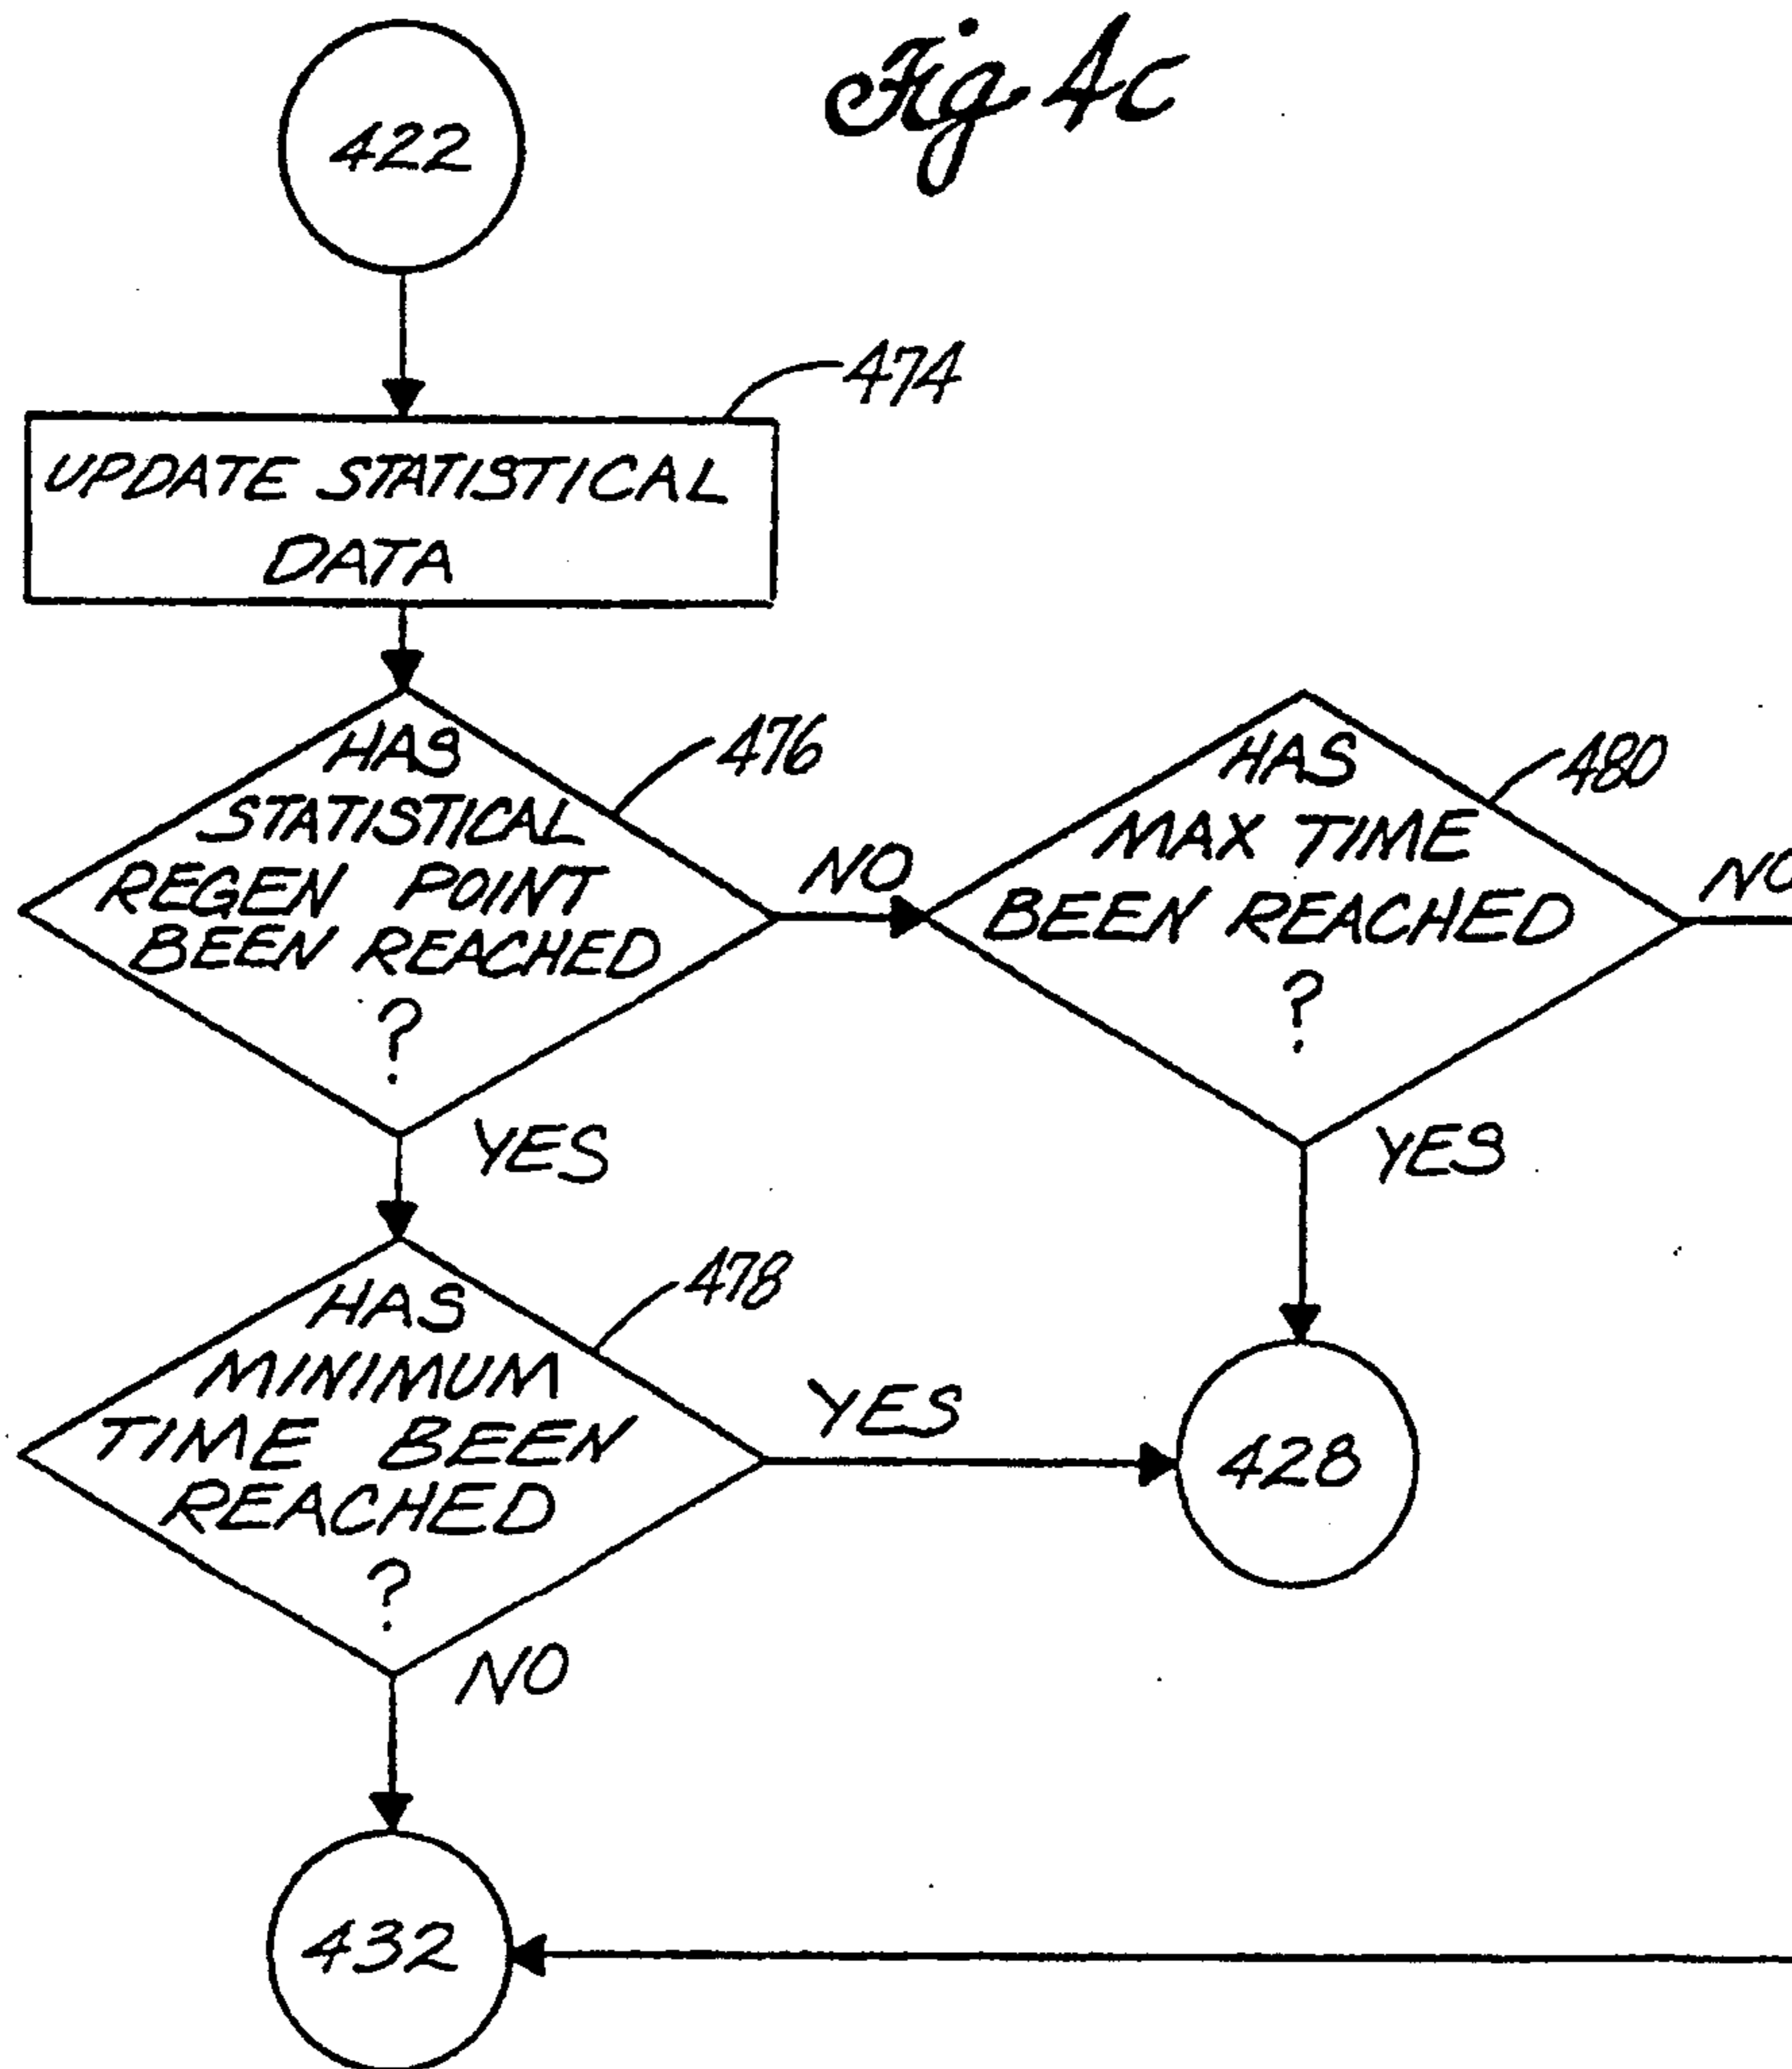 Fig 4c
422
474
UPDATE STATISTICAL
DATA
476
HAS
STATISTICAL
REGEN POINT
BEEN REACHED
?
NO
480
HAS
MAX TIME
BEEN REACHED
?
NO
YES
YES
478
HAS
MINIMUM
TIME BEEN
REACHED
?
YES
428
NO
432